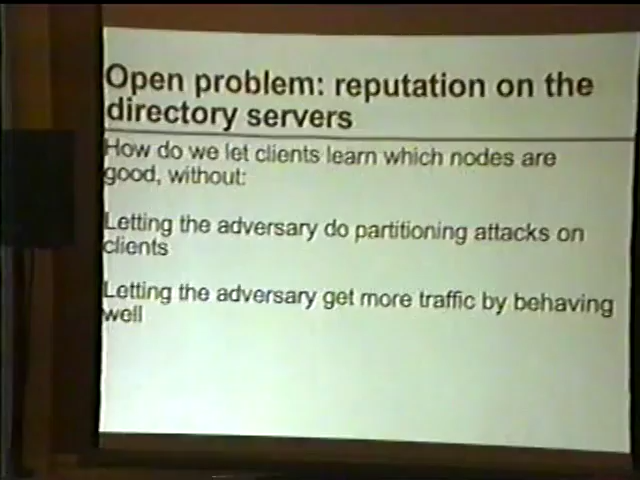 Open problem: reputation on the
directory servers
How do we let clients learn which nodes are
good, without:
Letting the adversary do partitioning attacks on
clients
Letting the adversary get more traffic by behaving
well